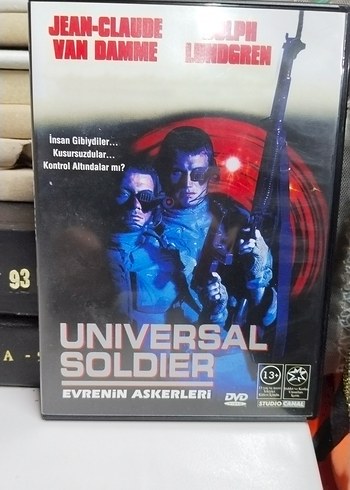 JEAN-CLAUDE
VAN DAMME
DOLPH
LUNDGREN
İnsan Gibiydiler...
Kusursuzdular...
Kontrol Altındalar mı?
UNIVERSAL
SOLDIER
EVRENİN ASKERLERİ
DVD
13+
STUDIO CANAL
93
A - S